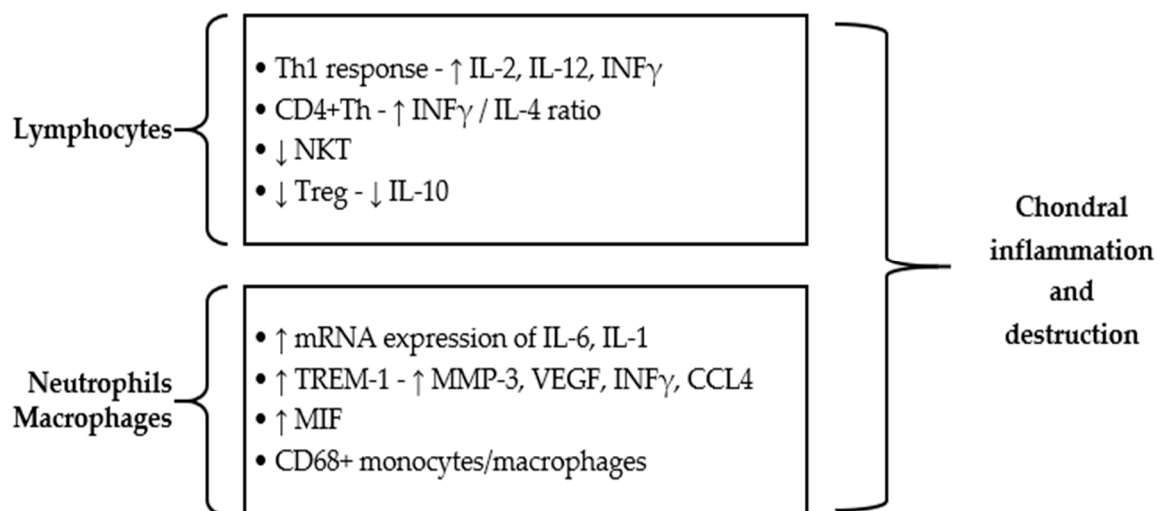 Lymphocytes
• Th1 response - ↑ IL-2, IL-12, INFγ
• CD4+Th - ↑ INFγ / IL-4 ratio
• ↓ NKT
• ↓ Treg - ↓ IL-10
Neutrophils
Macrophages
• ↑ mRNA expression of IL-6, IL-1
• ↑ TREM-1 - ↑ MMP-3, VEGF, INFγ, CCL4
• ↑ MIF
• CD68+ monocytes/macrophages
Chondral
inflammation
and
destruction